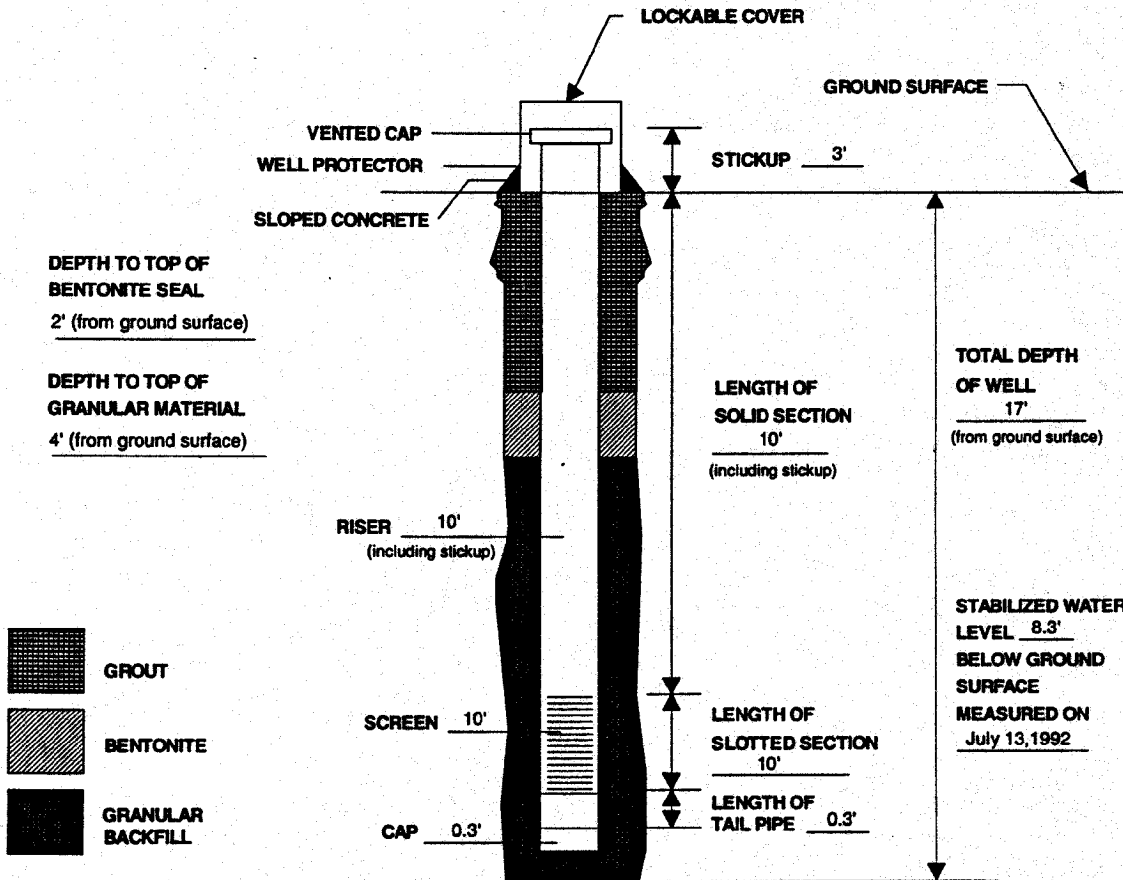 LOCKABLE COVER
GROUND SURFACE
VENTED CAP
STICKUP 3'
WELL PROTECTOR
SLOPED CONCRETE
DEPTH TO TOP OF
BENTONITE SEAL
2' (from ground surface)
DEPTH TO TOP OF
GRANULAR MATERIAL
4' (from ground surface)
LENGTH OF
SOLID SECTION
10'
(including stickup)
TOTAL DEPTH
OF WELL
17'
(from ground surface)
RISER 10'
(including stickup)
STABILIZED WATER
LEVEL 8.3'
BELOW GROUND
SURFACE
MEASURED ON
July 13,1992
GROUT
BENTONITE
GRANULAR
BACKFILL
SCREEN 10'
LENGTH OF
SLOTTED SECTION
10'
LENGTH OF
TAIL PIPE 0.3'
CAP 0.3'